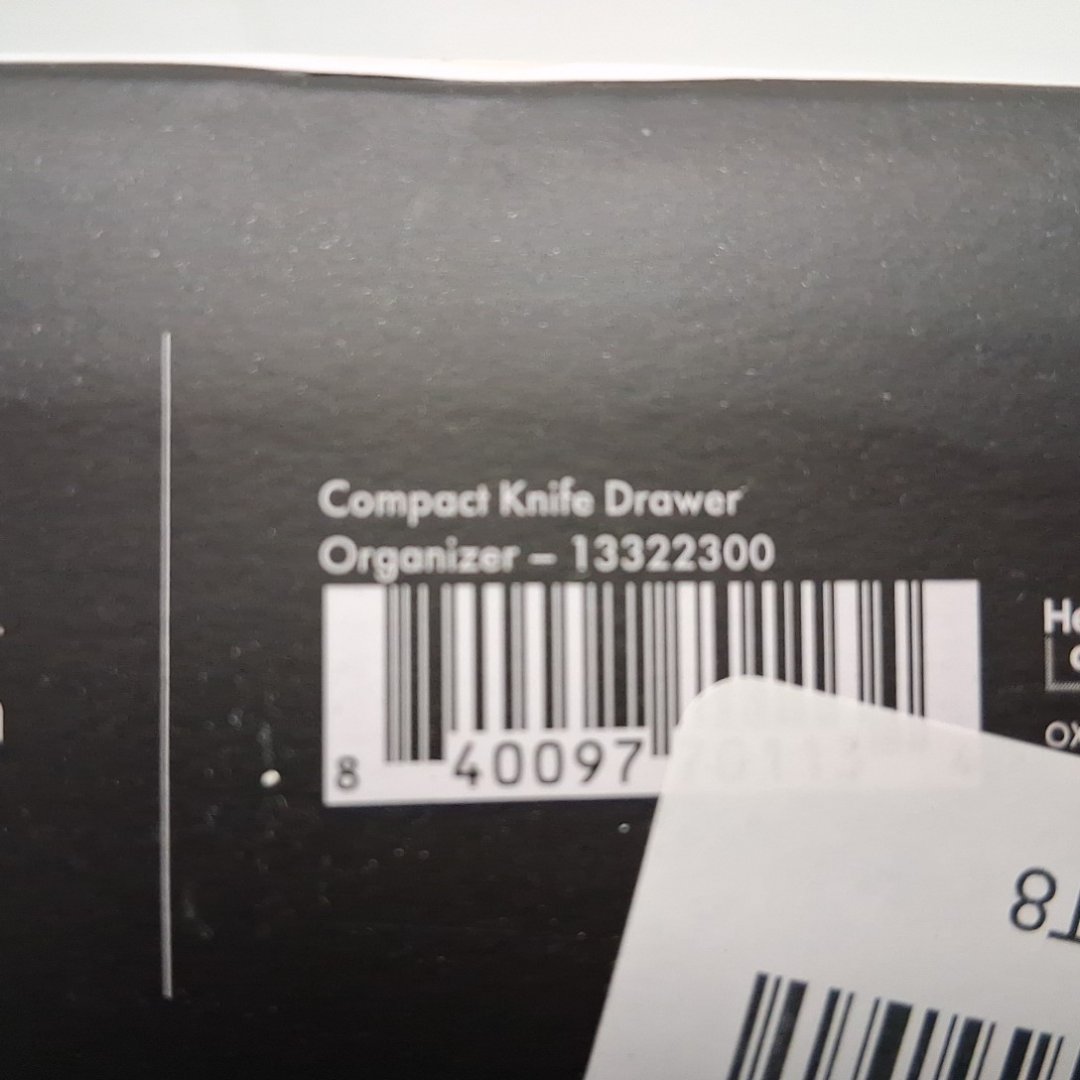 Compact Knife Drawer
Organizer – 13322300
8 40097